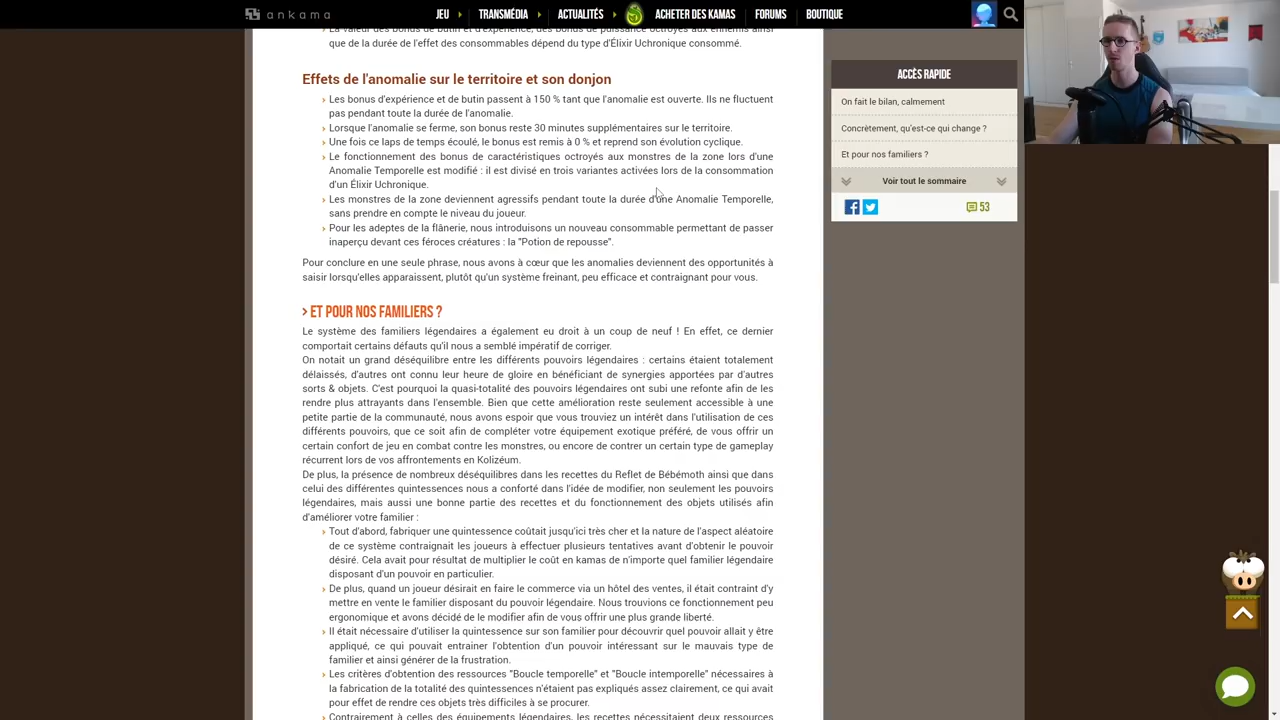 ankama
JEU
TRANSMÉDIA
ACTUALITÉS
ACHETER DES KAMAS
FORUMS
BOUTIQUE
La valeur des bonus de butin et d'expérience, des bonus de puissance octroyés aux ennemis ainsi
que de la durée de l'effet des consommables dépend du type d'Élixir Uchronique consommé.
Effets de l'anomalie sur le territoire et son donjon
Les bonus d'expérience et de butin passent à 150 % tant que l'anomalie est ouverte. Ils ne fluctuent
pas pendant toute la durée de l'anomalie.
Lorsque l'anomalie se ferme, son bonus reste 30 minutes supplémentaires sur le territoire.
Une fois ce laps de temps écoulé, le bonus est remis à 0 % et reprend son évolution cyclique.
Le fonctionnement des bonus de caractéristiques octroyés aux monstres de la zone lors d'une
Anomalie Temporelle est modifié : il est divisé en trois variantes activées lors de la consommation
d'un Élixir Uchronique.
Les monstres de la zone deviennent agressifs pendant toute la durée d'une Anomalie Temporelle,
sans prendre en compte le niveau du joueur.
Pour les adeptes de la flânerie, nous introduisons un nouveau consommable permettant de passer
inaperçu devant ces féroces créatures : la "Potion de repousse".
Pour conclure en une seule phrase, nous avons à cœur que les anomalies deviennent des opportunités à
saisir lorsqu'elles apparaissent, plutôt qu'un système freinant, peu efficace et contraignant pour vous.
ET POUR NOS FAMILIERS ?
Le système des familiers légendaires a également eu droit à un coup de neuf ! En effet, ce dernier
comportait certains défauts qu'il nous a semblé impératif de corriger.
On notait un grand déséquilibre entre les différents pouvoirs légendaires : certains étaient totalement
délaissés, d'autres ont connu leur heure de gloire en bénéficiant de synergies apportées par d'autres
sorts & objets. C'est pourquoi la quasi-totalité des pouvoirs légendaires ont subi une refonte afin de les
rendre plus attrayants dans l'ensemble. Bien que cette amélioration reste seulement accessible à une
petite partie de la communauté, nous avons espoir que vous trouviez un intérêt dans l'utilisation de ces
différents pouvoirs, que ce soit afin de compléter votre équipement exotique préféré, de vous offrir un
certain confort de jeu en combat contre les monstres, ou encore de contrer un certain type de gameplay
récurrent lors de vos affrontements en Kolizéum.
De plus, la présence de nombreux déséquilibres dans les recettes du Reflet de Bébémoth ainsi que dans
celui des différentes quintessences nous a conforté dans l'idée de modifier, non seulement les pouvoirs
légendaires, mais aussi une bonne partie des recettes et du fonctionnement des objets utilisés afin
d'améliorer votre familier :
Tout d'abord, fabriquer une quintessence coûtait jusqu'ici très cher et la nature de l'aspect aléatoire
de ce système contraignait les joueurs à effectuer plusieurs tentatives avant d'obtenir le pouvoir
désiré. Cela avait pour résultat de multiplier le coût en kamas de n'importe quel familier légendaire
disposant d'un pouvoir en particulier.
De plus, quand un joueur désirait en faire le commerce via un hôtel des ventes, il était contraint d'y
mettre en vente le familier disposant du pouvoir légendaire. Nous trouvions ce fonctionnement peu
ergonomique et avons décidé de le modifier afin de vous offrir une plus grande liberté.
Il était nécessaire d'utiliser la quintessence sur son familier pour découvrir quel pouvoir allait y être
appliqué, ce qui pouvait entrainer l'obtention d'un pouvoir intéressant sur le mauvais type de
familier et ainsi générer de la frustration.
Les critères d'obtention des ressources "Boucle temporelle" et "Boucle intemporelle" nécessaires à
la fabrication de la totalité des quintessences n'étaient pas expliqués assez clairement, ce qui avait
pour effet de rendre ces objets très difficiles à se procurer.
Contrairement à celles des équipements légendaires, les recettes nécessitaient deux ressources
ACCÈS RAPIDE
On fait le bilan, calmement
Concrètement, qu'est-ce qui change ?
Et pour nos familiers ?
Voir tout le sommaire
53